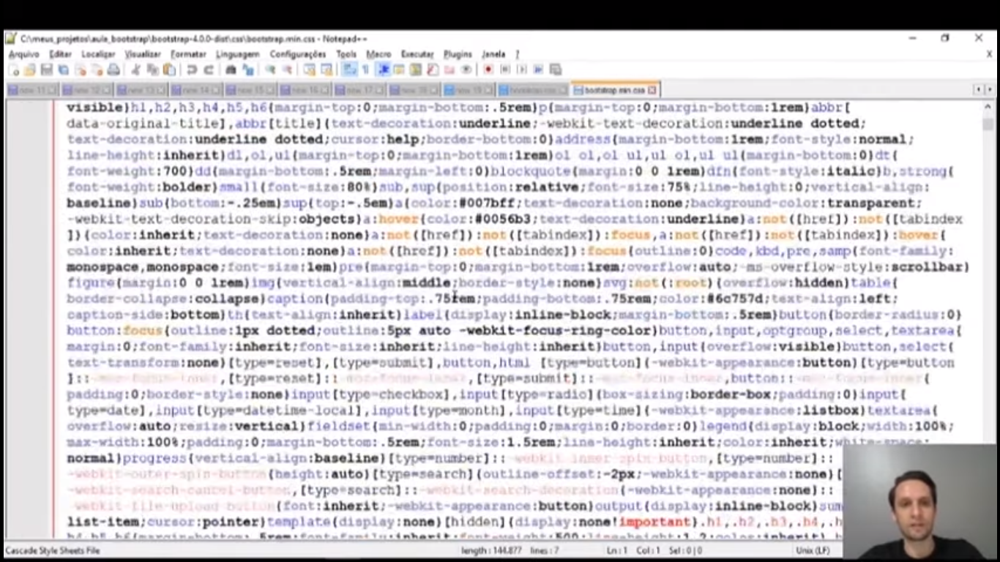 C:\meus_projetos\aula_bootstrap\bootstrap-4.0.0-dist\css\bootstrap.min.css - Notepad++
Arquivo Editar Localizar Visualizar Formatar Linguagem Configurações Tools Macro Executar Plugins Janela ? X
new 11 new 12 new 13 new 14 new 15 new 16 new 17 new 18 new 19 bootstrap.min.css
visible}h1,h2,h3,h4,h5,h6{margin-top:0;margin-bottom:.5rem}p{margin-top:0;margin-bottom:1rem}abbr[
data-original-title],abbr[title]{text-decoration:underline;-webkit-text-decoration:underline dotted;
text-decoration:underline dotted;cursor:help;border-bottom:0}address{margin-bottom:1rem;font-style:normal;
line-height:inherit}dl,ol,ul{margin-top:0;margin-bottom:1rem}ol ol,ol ul,ul ol,ul ul{margin-bottom:0}dt{
font-weight:700}dd{margin-bottom:.5rem;margin-left:0}blockquote{margin:0 0 1rem}dfn{font-style:italic}b,strong{
font-weight:bolder}small{font-size:80%}sub,sup{position:relative;font-size:75%;line-height:0;vertical-align:
baseline}sub{bottom:-.25em}sup{top:-.5em}a{color:#007bff;text-decoration:none;background-color:transparent;
-webkit-text-decoration-skip:objects}a:hover{color:#0056b3;text-decoration:underline}a:not([href]):not([tabindex
]){color:inherit;text-decoration:none}a:not([href]):not([tabindex]):focus,a:not([href]):not([tabindex]):hover{
color:inherit;text-decoration:none}a:not([href]):not([tabindex]):focus{outline:0}code,kbd,pre,samp{font-family:
monospace,monospace;font-size:1em}pre{margin-top:0;margin-bottom:1rem;overflow:auto;-ms-overflow-style:scrollbar}
figure{margin:0 0 1rem}img{vertical-align:middle;border-style:none}svg:not(:root){overflow:hidden}table{
border-collapse:collapse}caption{padding-top:.75rem;padding-bottom:.75rem;color:#6c757d;text-align:left;
caption-side:bottom}th{text-align:inherit}label{display:inline-block;margin-bottom:.5rem}button{border-radius:0}
button:focus{outline:1px dotted;outline:5px auto -webkit-focus-ring-color}button,input,optgroup,select,textarea{
margin:0;font-family:inherit;font-size:inherit;line-height:inherit}button,input{overflow:visible}button,select{
text-transform:none}[type=reset],[type=submit],button,html [type=button]{-webkit-appearance:button}[type=button
]::-moz-focus-inner,[type=reset]::-moz-focus-inner,[type=submit]::-moz-focus-inner,button::-moz-focus-inner{
padding:0;border-style:none}input[type=checkbox],input[type=radio]{box-sizing:border-box;padding:0}input[
type=date],input[type=datetime-local],input[type=month],input[type=time]{-webkit-appearance:listbox}textarea{
overflow:auto;resize:vertical}fieldset{min-width:0;padding:0;margin:0;border:0}legend{display:block;width:100%;
max-width:100%;padding:0;margin-bottom:.5rem;font-size:1.5rem;line-height:inherit;color:inherit;white-space:
normal}progress{vertical-align:baseline}[type=number]::-webkit-inner-spin-button,[type=number]::
-webkit-outer-spin-button{height:auto}[type=search]{outline-offset:-2px;-webkit-appearance:none}[
-webkit-search-cancel-button,[type=search]::-webkit-search-decoration{-webkit-appearance:none}::
-webkit-file-upload-button{font:inherit;-webkit-appearance:button}output{display:inline-block}sum
list-item;cursor:pointer}template{display:none}[hidden]{display:none!important}.h1,.h2,.h3,.h4,.h
h4,h5,h6{margin-bottom:.5rem;font-family:inherit;font-weight:500;line-height:1.2;color:inherit}
Cascade Style Sheets File length : 144.877 lines : 7 Ln : 1 Col : 1 Sel : 0 | 0 Unix (LF)